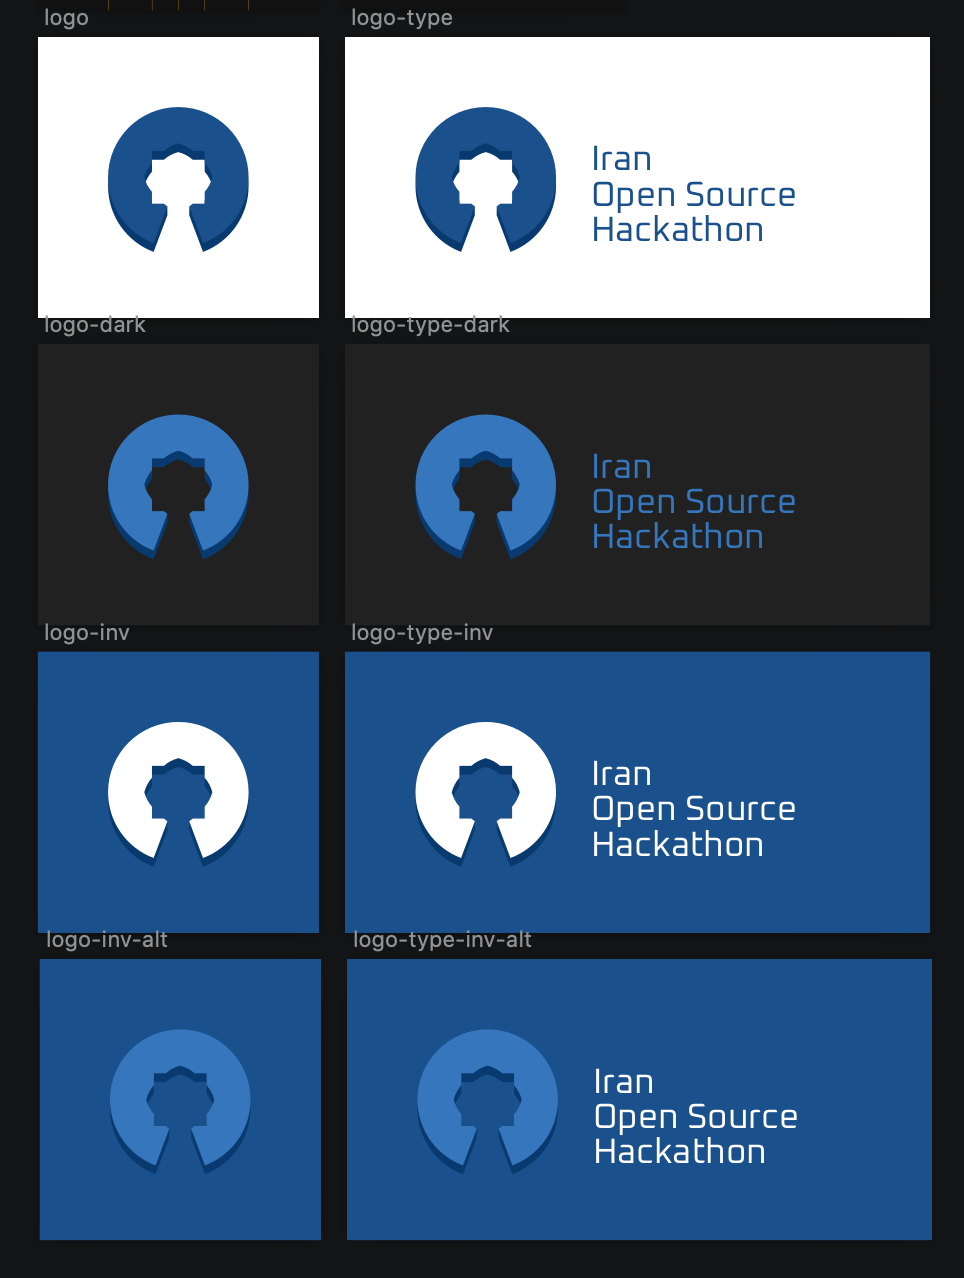 logo
logo-type
Iran
Open Source
Hackathon
logo-dark
logo-type-dark
Iran
Open Source
Hackathon
logo-inv
logo-type-inv
Iran
Open Source
Hackathon
logo-inv-alt
logo-type-inv-alt
Iran
Open Source
Hackathon